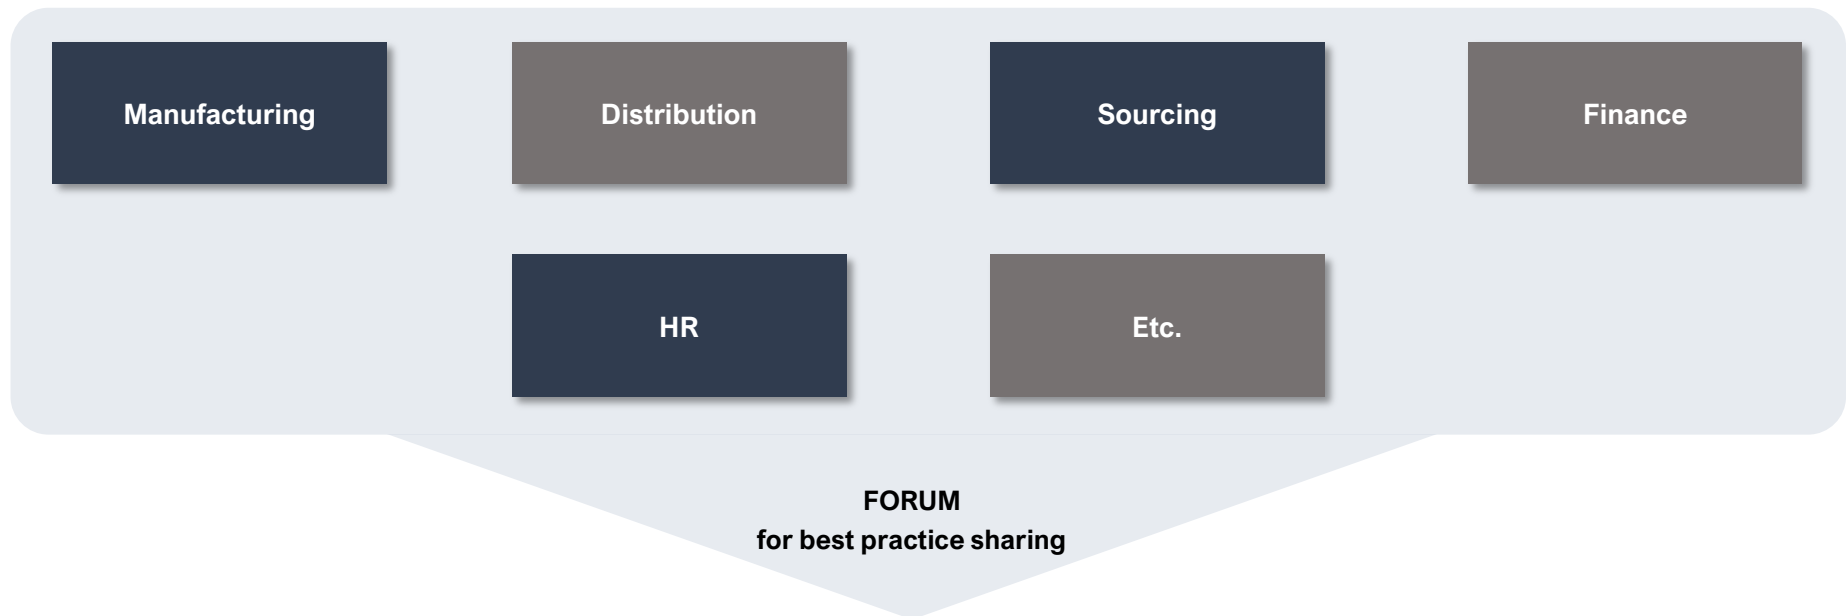 Manufacturing
Distribution
Sourcing
Finance
HR
Etc.
FORUM
for best practice sharing